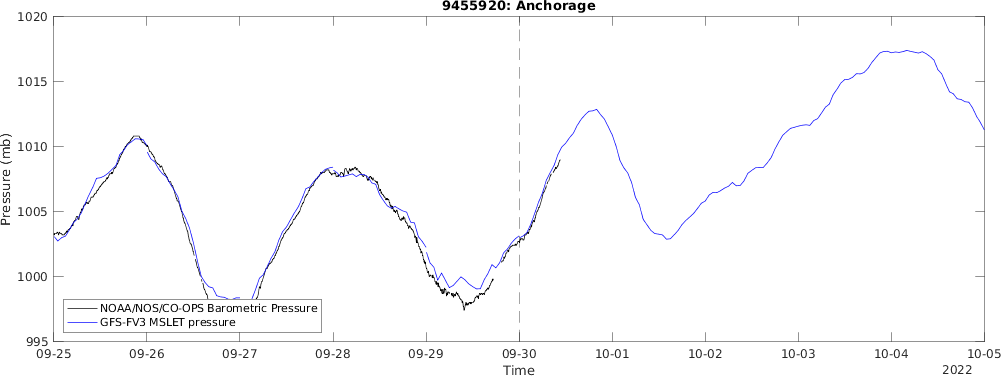 9455920: Anchorage
1020
1015
1010
1005
1000
995
Pressure (mb)
NOAA/NOS/CO-OPS Barometric Pressure
GFS-FV3 MSLET pressure
09-25 09-26 09-27 09-28 09-29 09-30 10-01 10-02 10-03 10-04 10-05
Time
2022